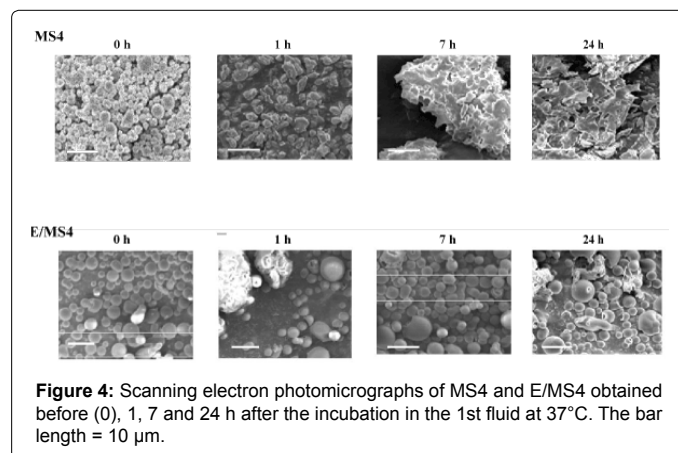 MS4
0 h 1 h 7 h 24 h
E/MS4
0 h 1 h 7 h 24 h
Figure 4: Scanning electron photomicrographs of MS4 and E/MS4 obtained
before (0), 1, 7 and 24 h after the incubation in the 1st fluid at 37°C. The bar
length = 10 µm.